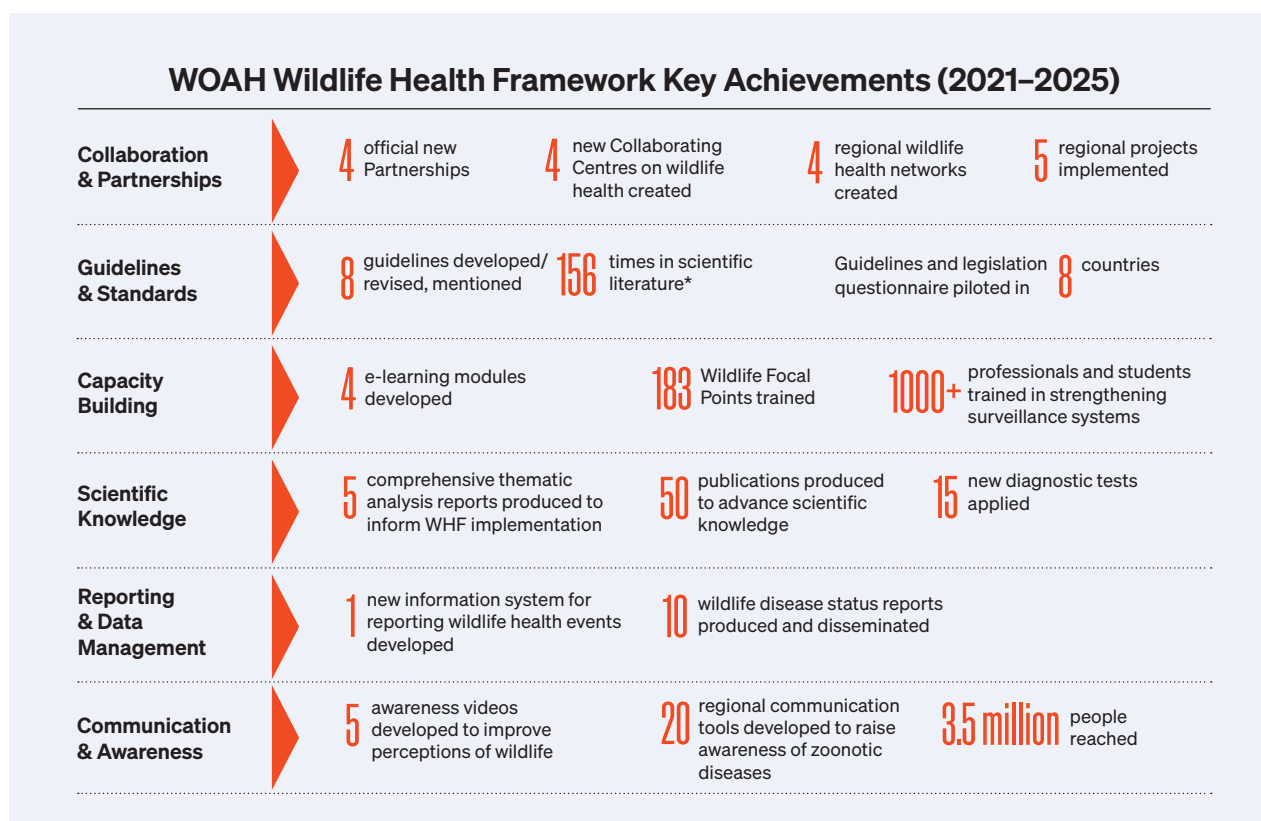 WOAH Wildlife Health Framework Key Achievements (2021–2025)
Collaboration
& Partnerships
4 official new
Partnerships
4 new Collaborating
Centres on wildlife
health created
4 regional wildlife
health networks
created
5 regional projects
implemented
Guidelines
& Standards
8 guidelines developed/
revised, mentioned
156 times in scientific
literature*
Guidelines and legislation
questionnaire piloted in
8 countries
Capacity
Building
4 e-learning modules
developed
183 Wildlife Focal
Points trained
1000+ professionals and students
trained in strengthening
surveillance systems
Scientific
Knowledge
5 comprehensive thematic
analysis reports produced to
inform WHF implementation
50 publications produced
to advance scientific
knowledge
15 new diagnostic tests
applied
Reporting
& Data
Management
1 new information system for
reporting wildlife health events
developed
10 wildlife disease status reports
produced and disseminated
Communication
& Awareness
5 awareness videos
developed to improve
perceptions of wildlife
20 regional communication
tools developed to raise
awareness of zoonotic
diseases
3.5 million people
reached